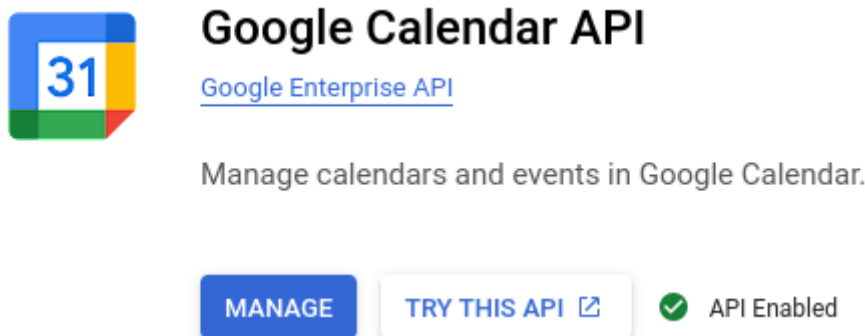 Google Calendar API
31
Google Enterprise API
Manage calendars and events in Google Calendar.
MANAGE TRY THIS API API Enabled